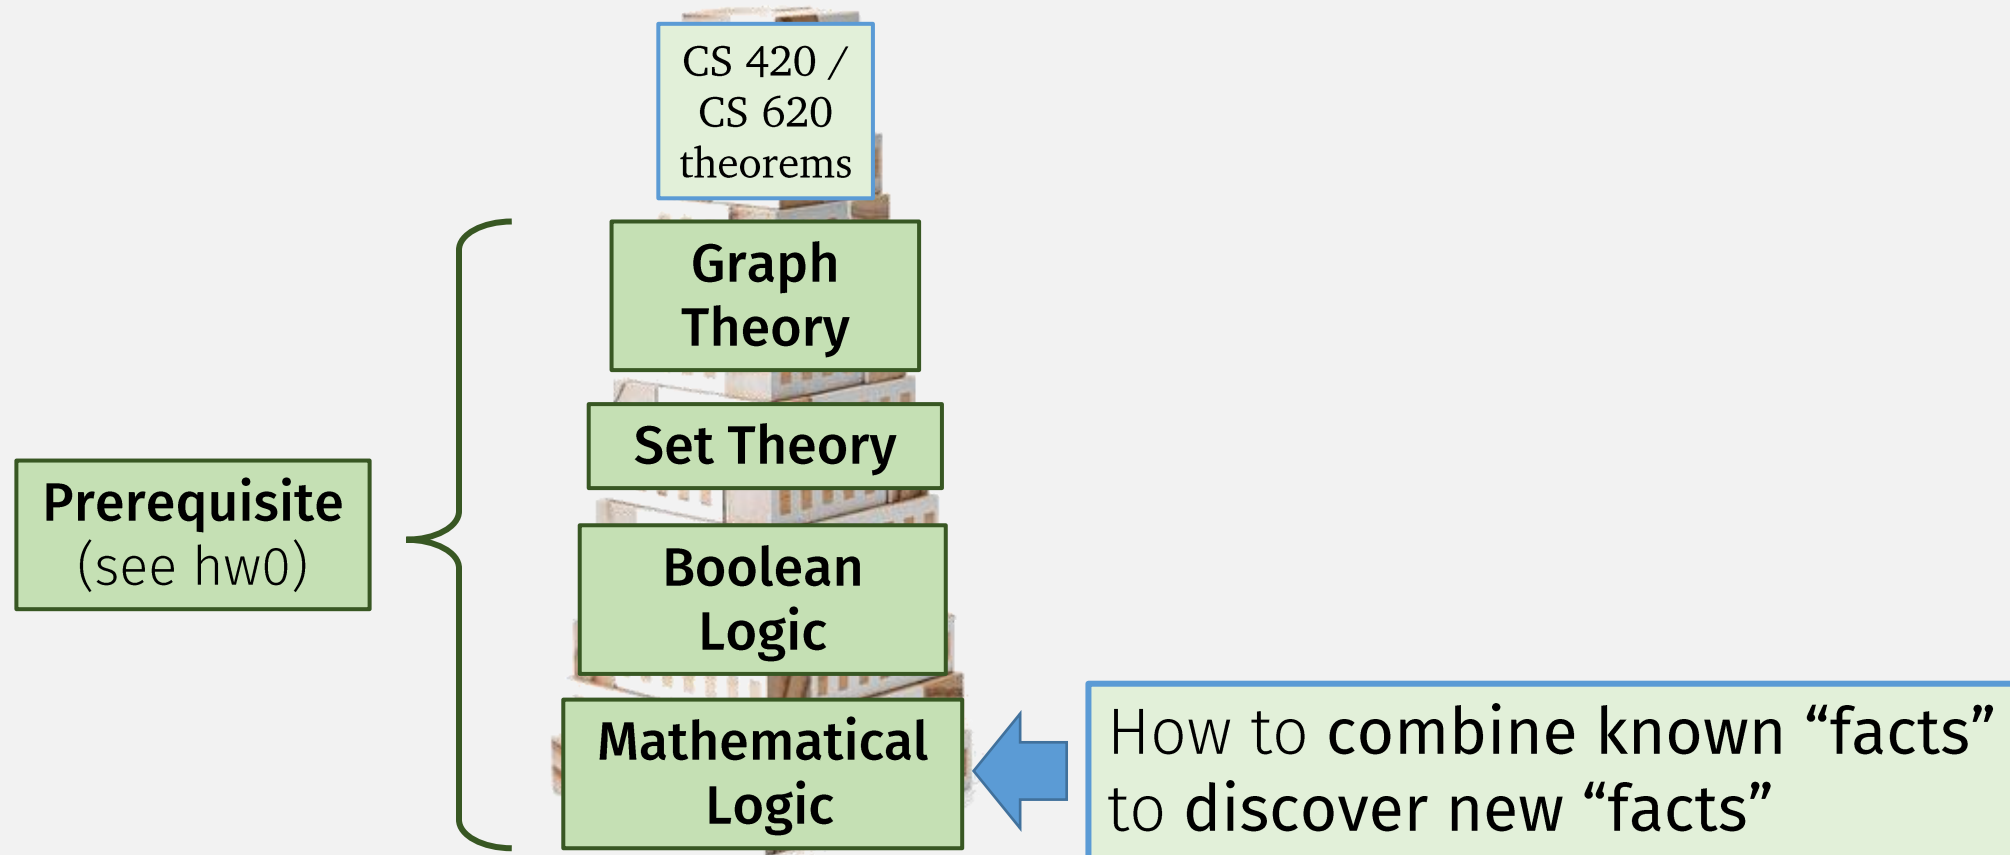 CS 420 /
CS 620
theorems
Graph
Theory
Set Theory
Prerequisite
(see hw0)
Boolean
Logic
Mathematical
Logic
How to combine known “facts”
to discover new “facts”